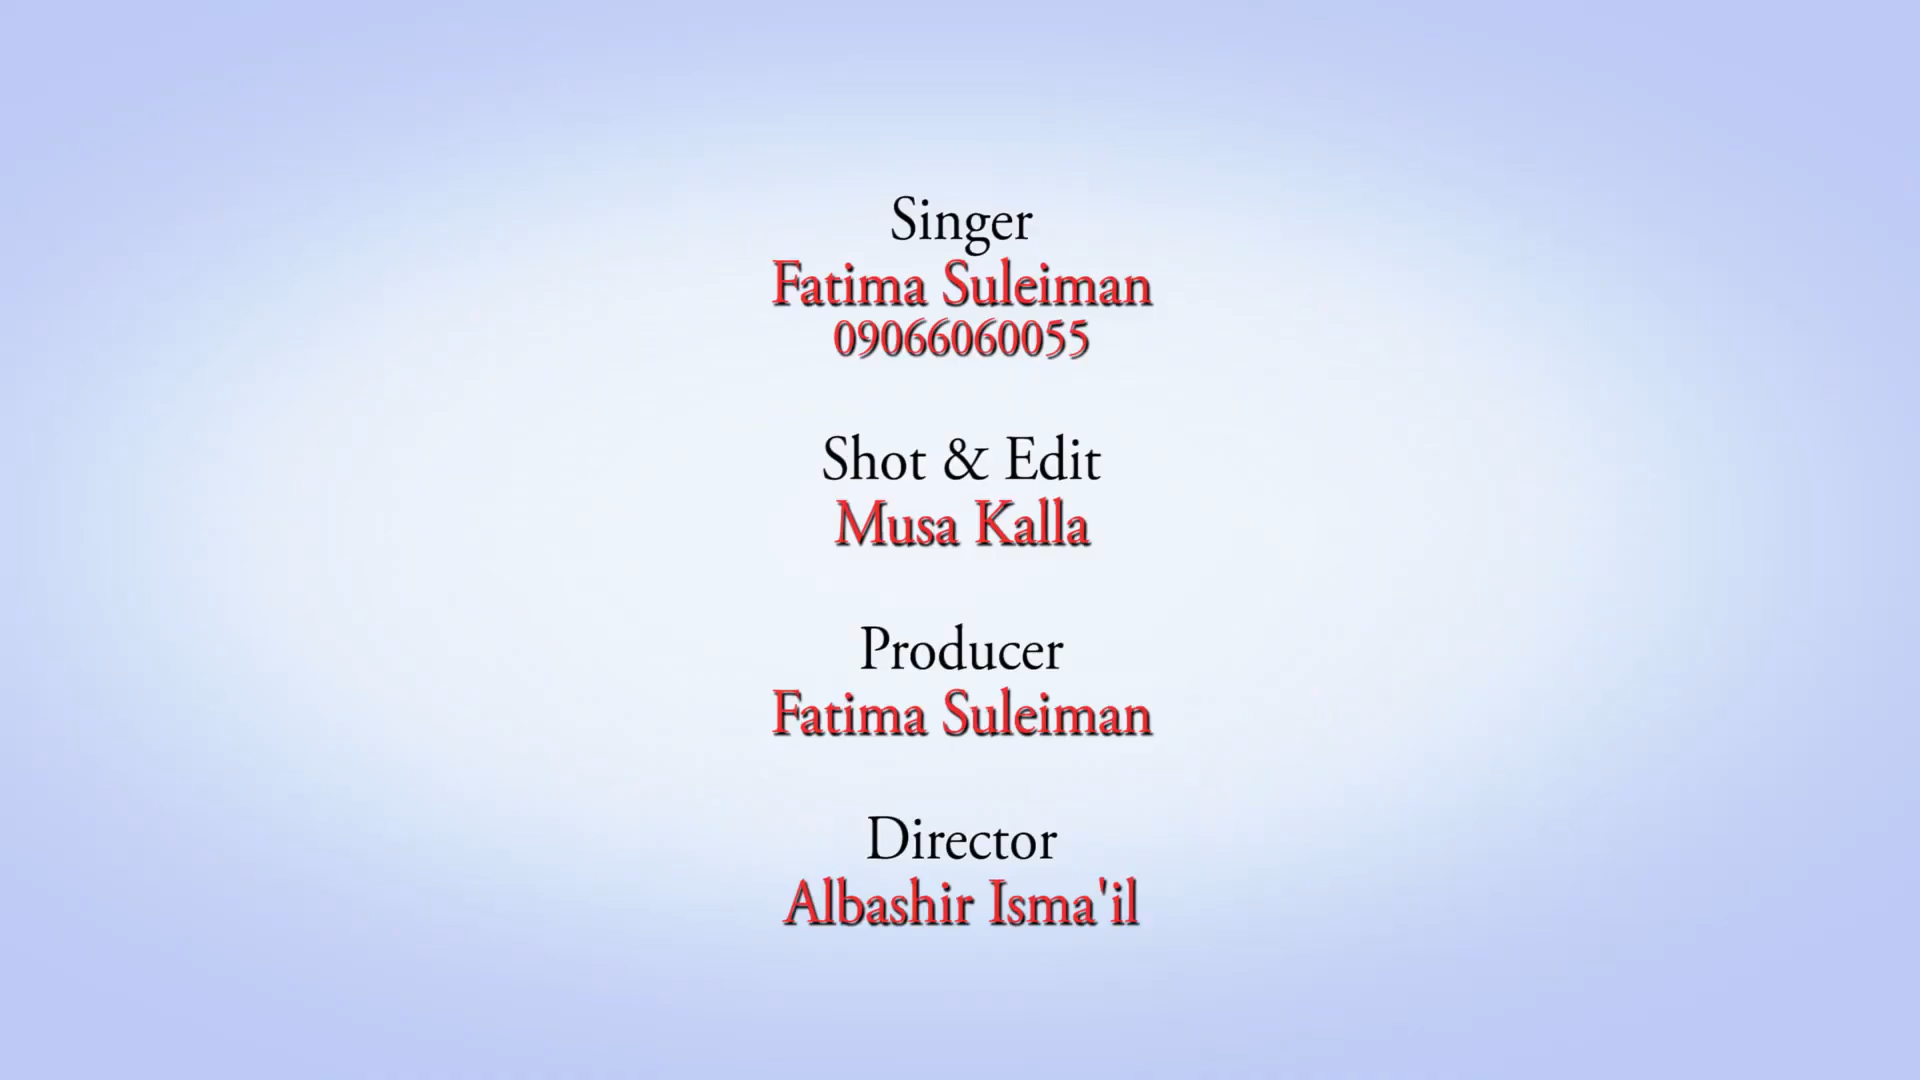 Singer
Fatima Suleiman
09066060055
Shot & Edit
Musa Kalla
Producer
Fatima Suleiman
Director
Albashir Isma'il